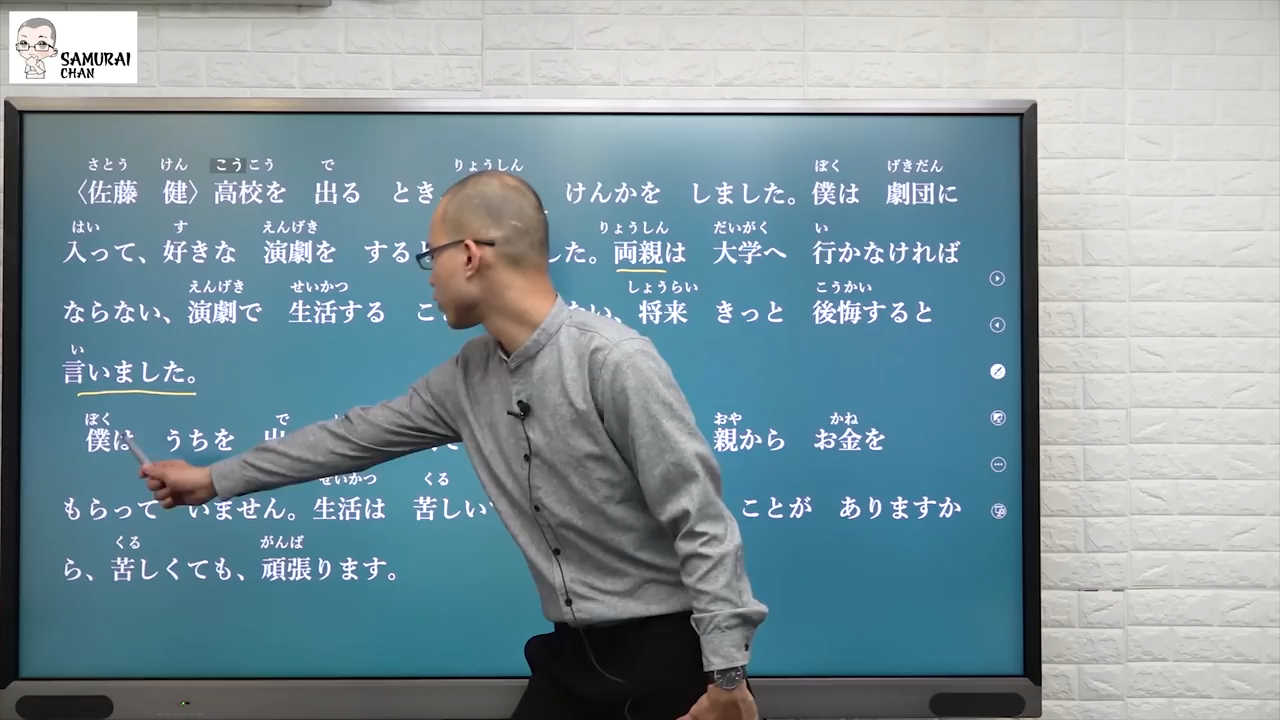 SAMURAI
CHAN
さとう けん こうこう で りょうしん ぼく げきだん
〈佐藤 健〉高校を 出る とき けんかを しました。僕は 劇団に
はい す えんげき りょうしん だいがく い
入って、好きな 演劇を する した。両親は 大学へ 行かなければ
えんげき せいかつ しょうらい こうかい
ならない、演劇で 生活する こ ない、将来 きっと 後悔すると
い
言いました。
ぼく で おや かね
僕は うちを 出 親から お金を
せいかつ くる
もらって いません。生活は 苦しい ことが ありますか
くる がんば
ら、苦しくても、頑張ります。